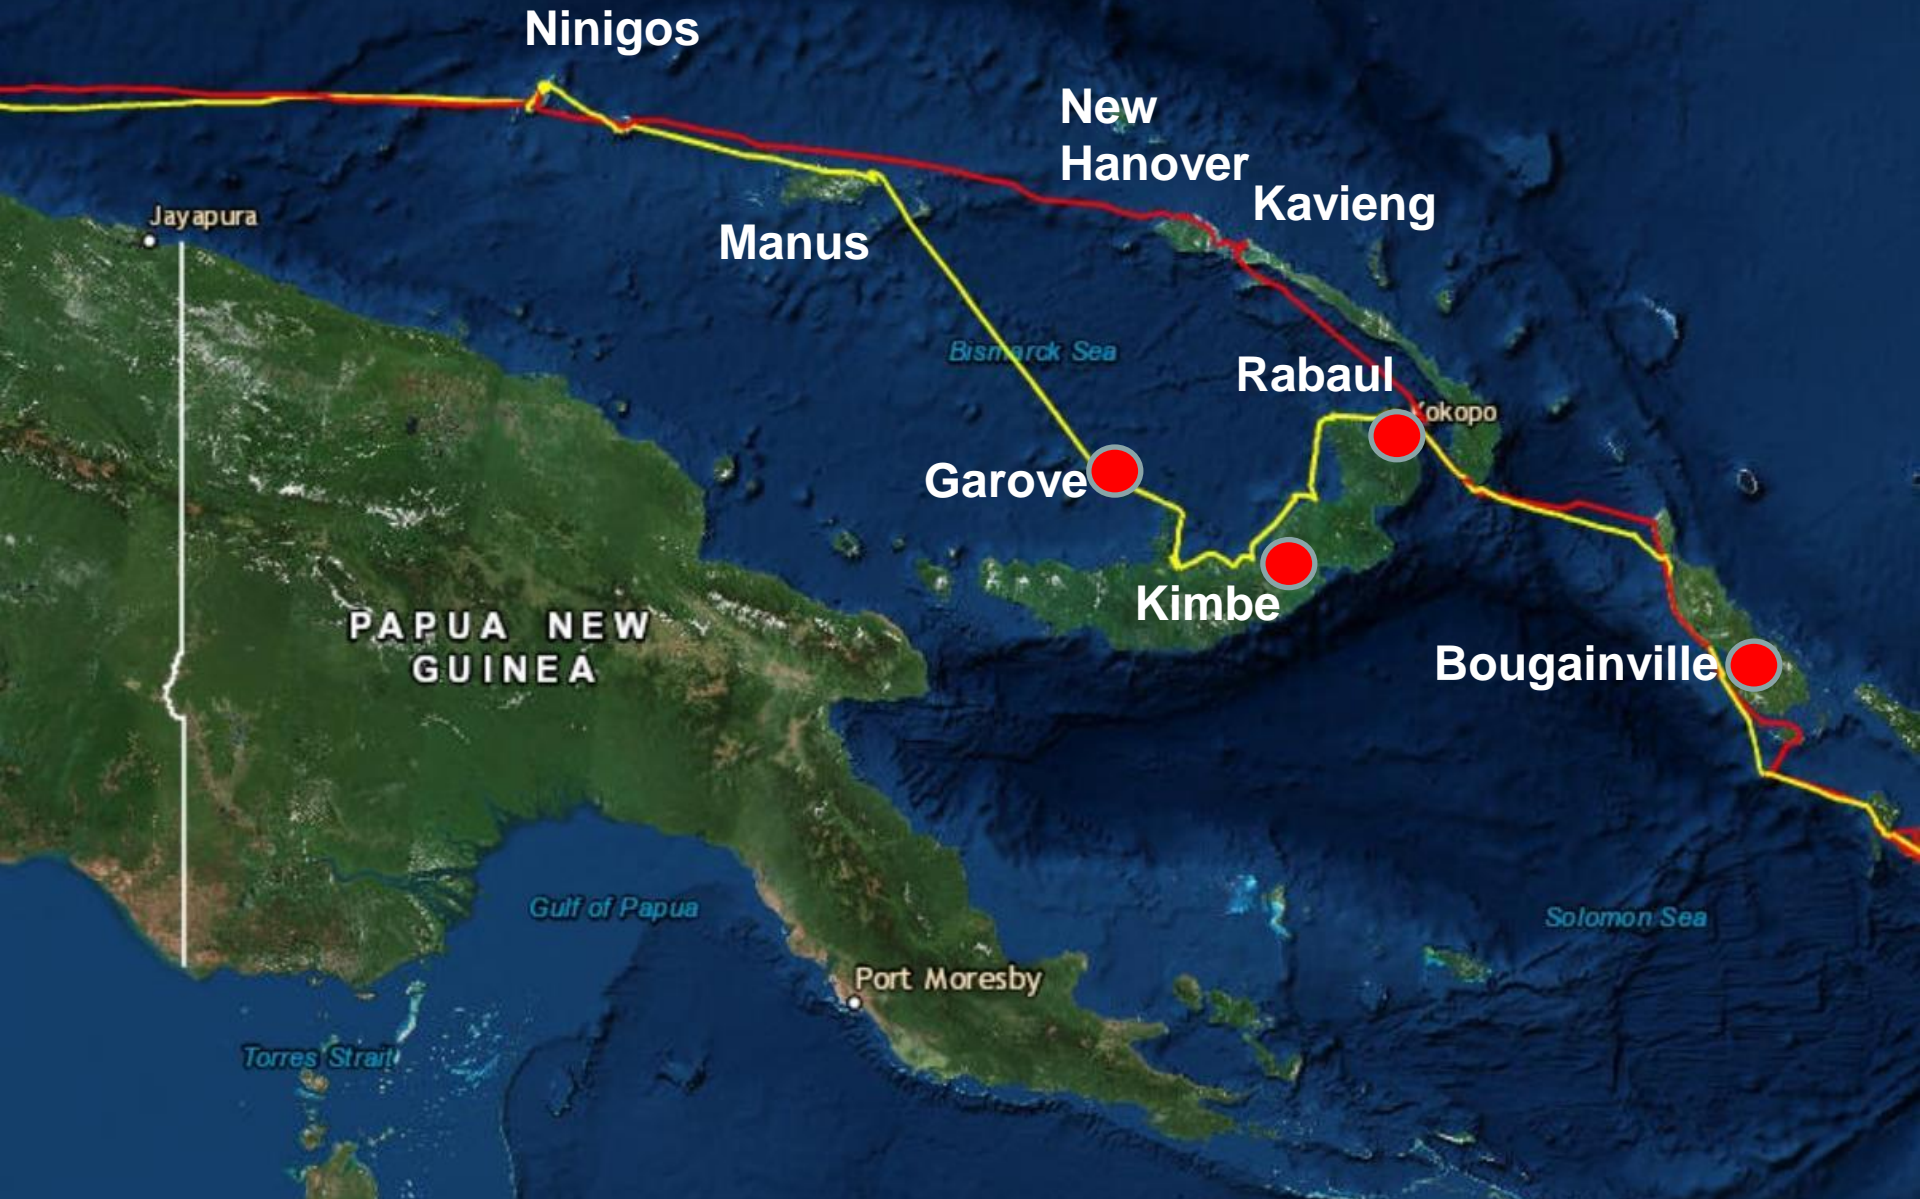 Ninigos
New
Hanover
Kavieng
Jayapura
Manus
Bismarck Sea
Rabaul
Kokopo
Garove
Kimbe
PAPUA NEW
GUINEA
Bougainville
Gulf of Papua
Solomon Sea
Port Moresby
Torres Strait